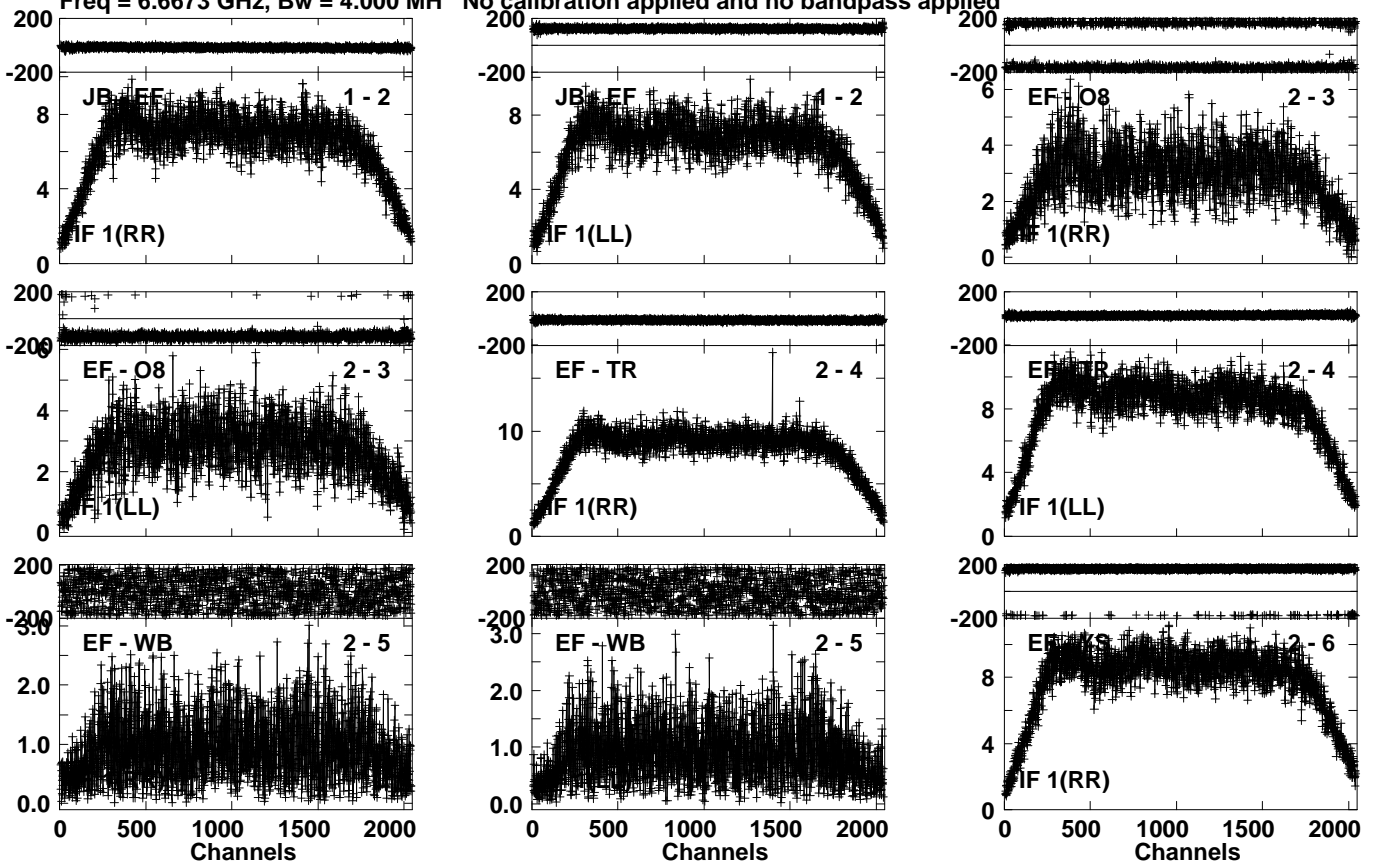 Freq = 6.6673 GHz, Bw = 4.000 MH No calibration applied and no bandpass applied
200
-200
JB - EF 1 - 2
8
4
IF 1(RR)
0
200
-200
JB - EF 1 - 2
8
4
IF 1(LL)
0
200
-200
6
EF - O8 2 - 3
4
2
IF 1(RR)
0
200
-200
6
EF - O8 2 - 3
4
2
IF 1(LL)
0
200
-200
EF - TR 2 - 4
10
IF 1(RR)
0
200
-200
EF - TR 2 - 4
8
4
IF 1(LL)
0
200
-200
3.0
EF - WB 2 - 5
2.0
1.0
0.0
0 500 1000 1500 2000
Channels
200
-200
3.0
EF - WB 2 - 5
2.0
1.0
0.0
0 500 1000 1500 2000
Channels
200
-200
EF - YS 2 - 6
8
4
IF 1(RR)
0
0 500 1000 1500 2000
Channels